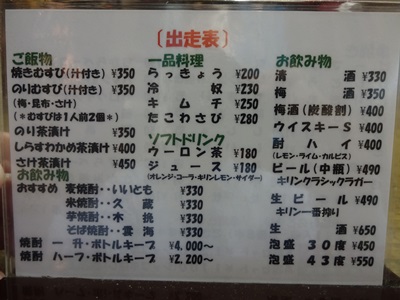 〔出走表〕
ご飯物
焼きむすび(汁付き) ¥350
のりむすび(汁付き) ¥350
(梅・昆布・さけ)
(*むすびは1人前2個*)
のり茶漬け ¥350
しらすわかめ茶漬け ¥400
さけ茶漬け ¥450
一品料理
らっきょう ¥200
冷奴 ¥230
キムチ ¥250
たこわさび ¥280
ソフトドリンク
ウーロン茶 ¥180
ジュース ¥180
(オレンジ・コーラ・キリンレモン・サイダー)
お飲み物
おすすめ 麦焼酎・・いいとも ¥330
米焼酎・・久蔵 ¥330
芋焼酎・・木挽 ¥330
そば焼酎・・雲海 ¥330
焼酎 一升・ボトルキープ ¥4.000~
焼酎 ハーフ・ボトルキープ ¥2.200~
お飲み物
清酒 ¥330
梅酒 ¥350
梅酒(炭酸割) ¥400
ウイスキーS ¥400
酎ハイ ¥400
(レモン・ライム・カルピス)
ビール(中瓶) ¥490
キリンクラシックラガー
生ビール ¥490
キリン一番搾り
生酒 ¥650
泡盛30度 ¥450
泡盛43度 ¥550